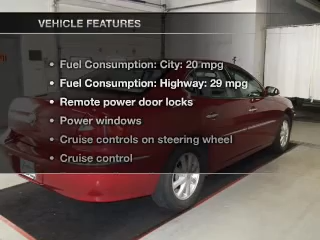 VEHICLE FEATURES
• Fuel Consumption: City: 20 mpg
• Fuel Consumption: Highway: 29 mpg
• Remote power door locks
• Power windows
• Cruise controls on steering wheel
• Cruise control